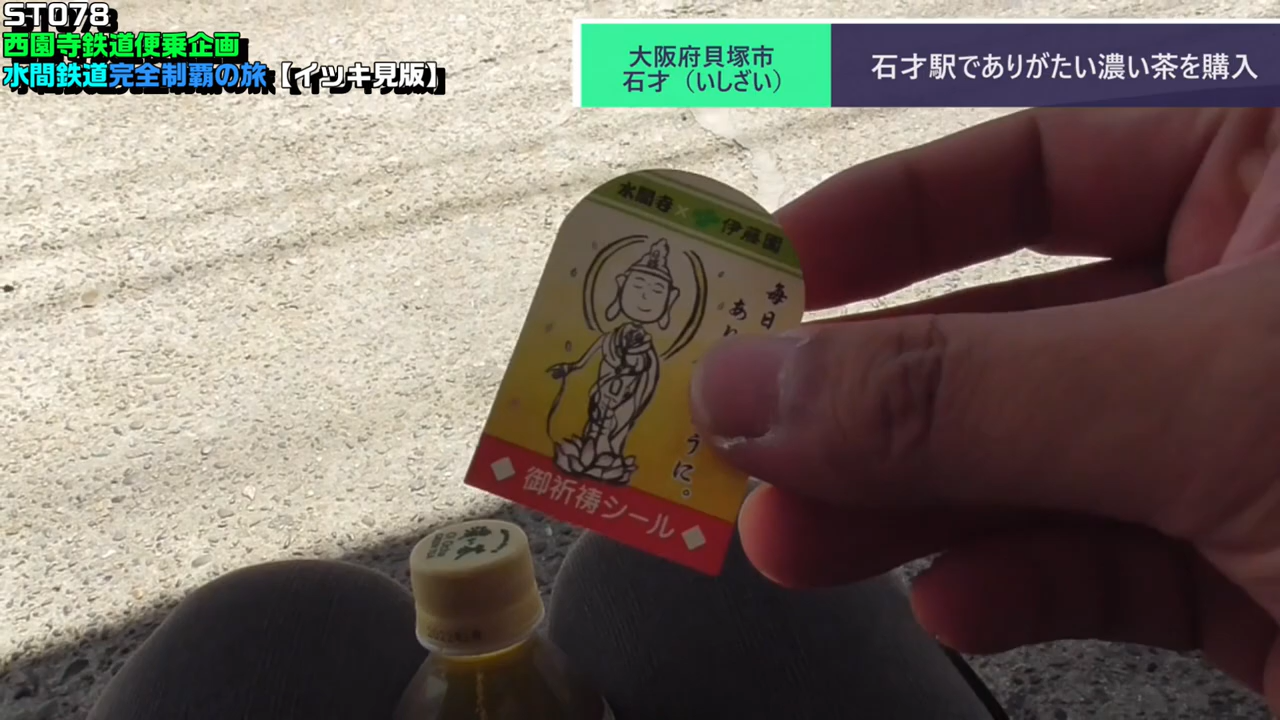 ST078
西園寺鉄道便乗企画
水間鉄道完全制覇の旅【イツキ見版】
大阪府貝塚市
石才（いしざい）
石才駅でありがたい濃い茶を購入
水間寺×伊藤園
毎日
あり
うに。
◆御祈祷シール◆